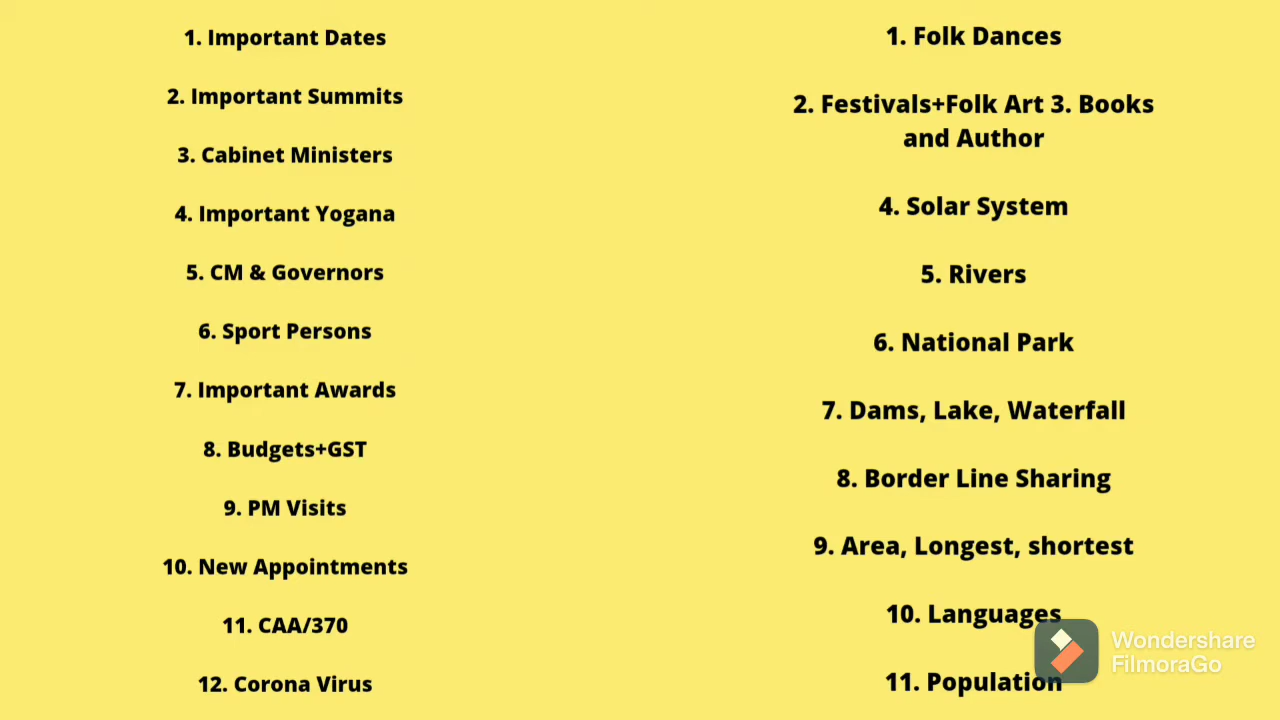 1. Important Dates
2. Important Summits
3. Cabinet Ministers
4. Important Yogana
5. CM & Governors
6. Sport Persons
7. Important Awards
8. Budgets+GST
9. PM Visits
10. New Appointments
11. CAA/370
12. Corona Virus
1. Folk Dances
2. Festivals+Folk Art 3. Books
and Author
4. Solar System
5. Rivers
6. National Park
7. Dams, Lake, Waterfall
8. Border Line Sharing
9. Area, Longest, shortest
10. Languages
11. Population
Wondershare
FilmoraGo